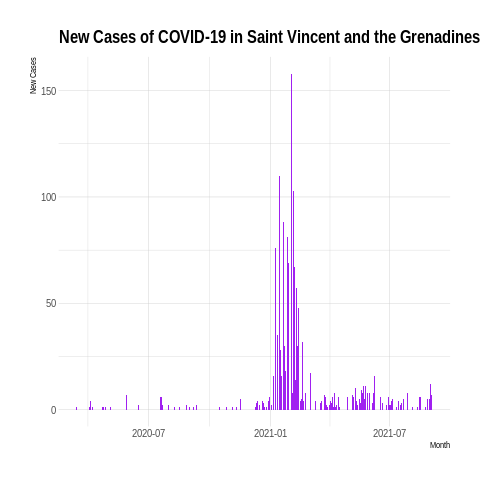 New Cases of COVID-19 in Saint Vincent and the Grenadines
New Cases
150
100
50
0
2020-07
2021-01
2021-07
Month